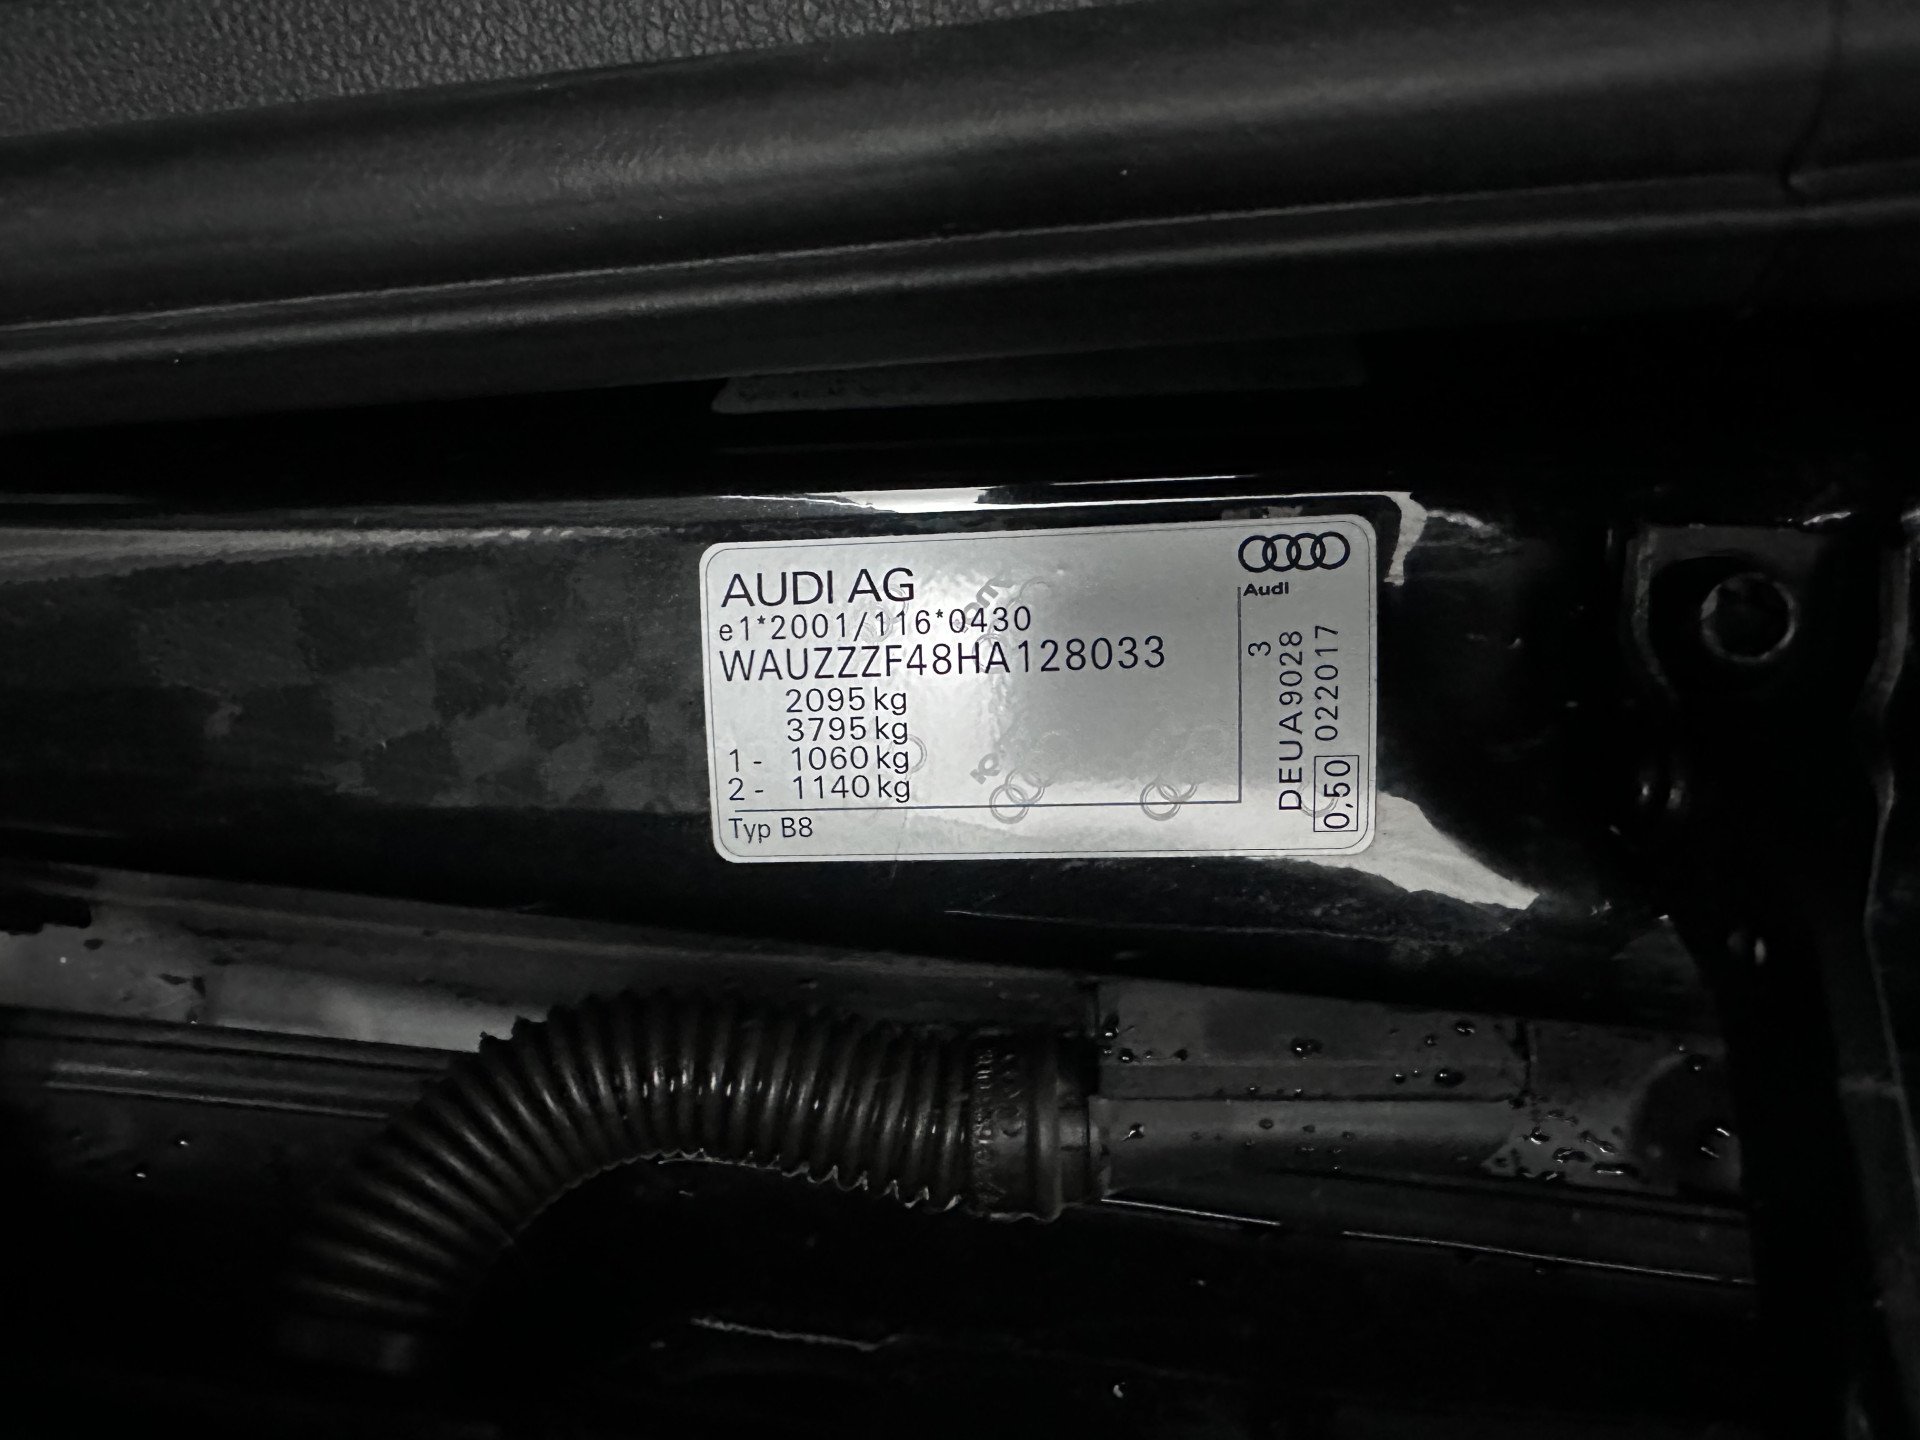 AUDI AG
e1*2001/116*0430
WAUZZZF48HA128033
2095 kg
3795 kg
1 - 1060 kg
2 - 1140 kg
Typ B8
Audi
3
DEUA9028
0,50 022017